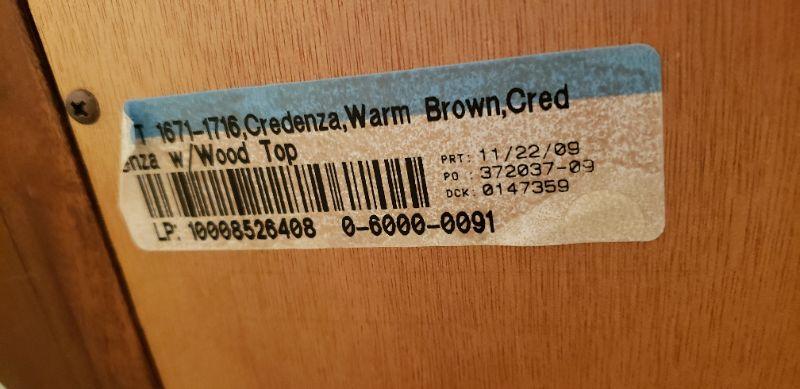 T 1671-1716,Credenza,Warm Brown,Cred
enza w/Wood Top
PRT: 11/22/09
PO : 372037-09
DCK: 0147359
LP: 10008526408 0-6000-0091